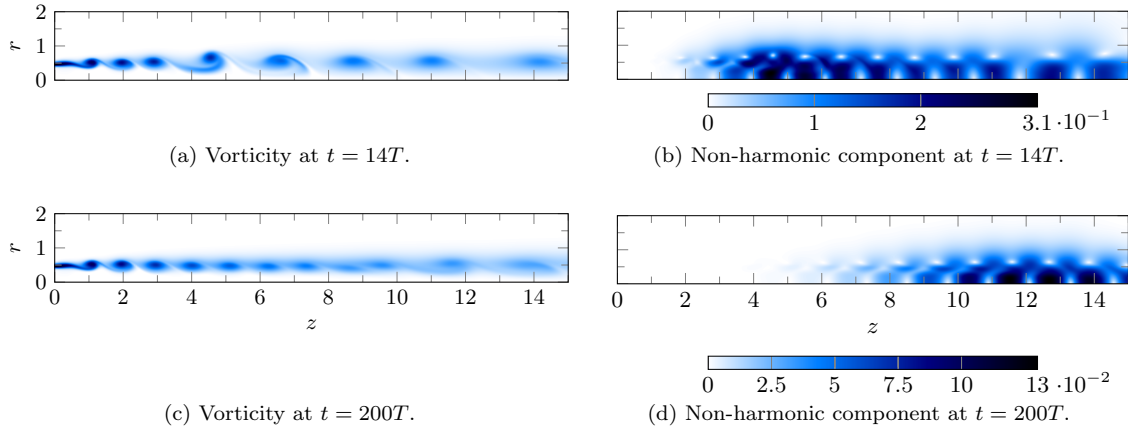 2
1
0
r
0
1
2
3.1 ·10⁻¹
(a) Vorticity at t = 14T.
(b) Non-harmonic component at t = 14T.
2
1
0
r
0 2 4 6 8 10 12 14
z
0 2 4 6 8 10 12 14
z
0 2.5 5 7.5 10 13 ·10⁻²
(c) Vorticity at t = 200T.
(d) Non-harmonic component at t = 200T.